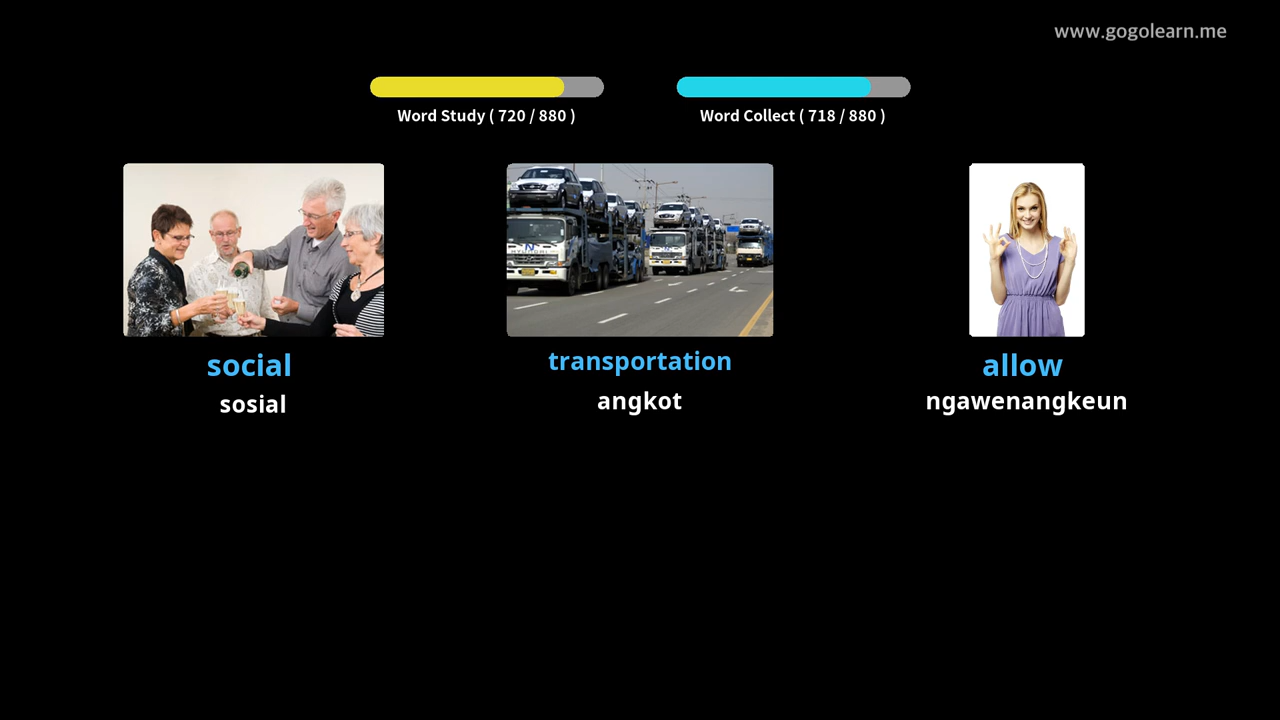 www.gogolearn.me
Word Study ( 720 / 880 )
Word Collect ( 718 / 880 )
social
transportation
allow
sosial
angkot
ngawenangkeun